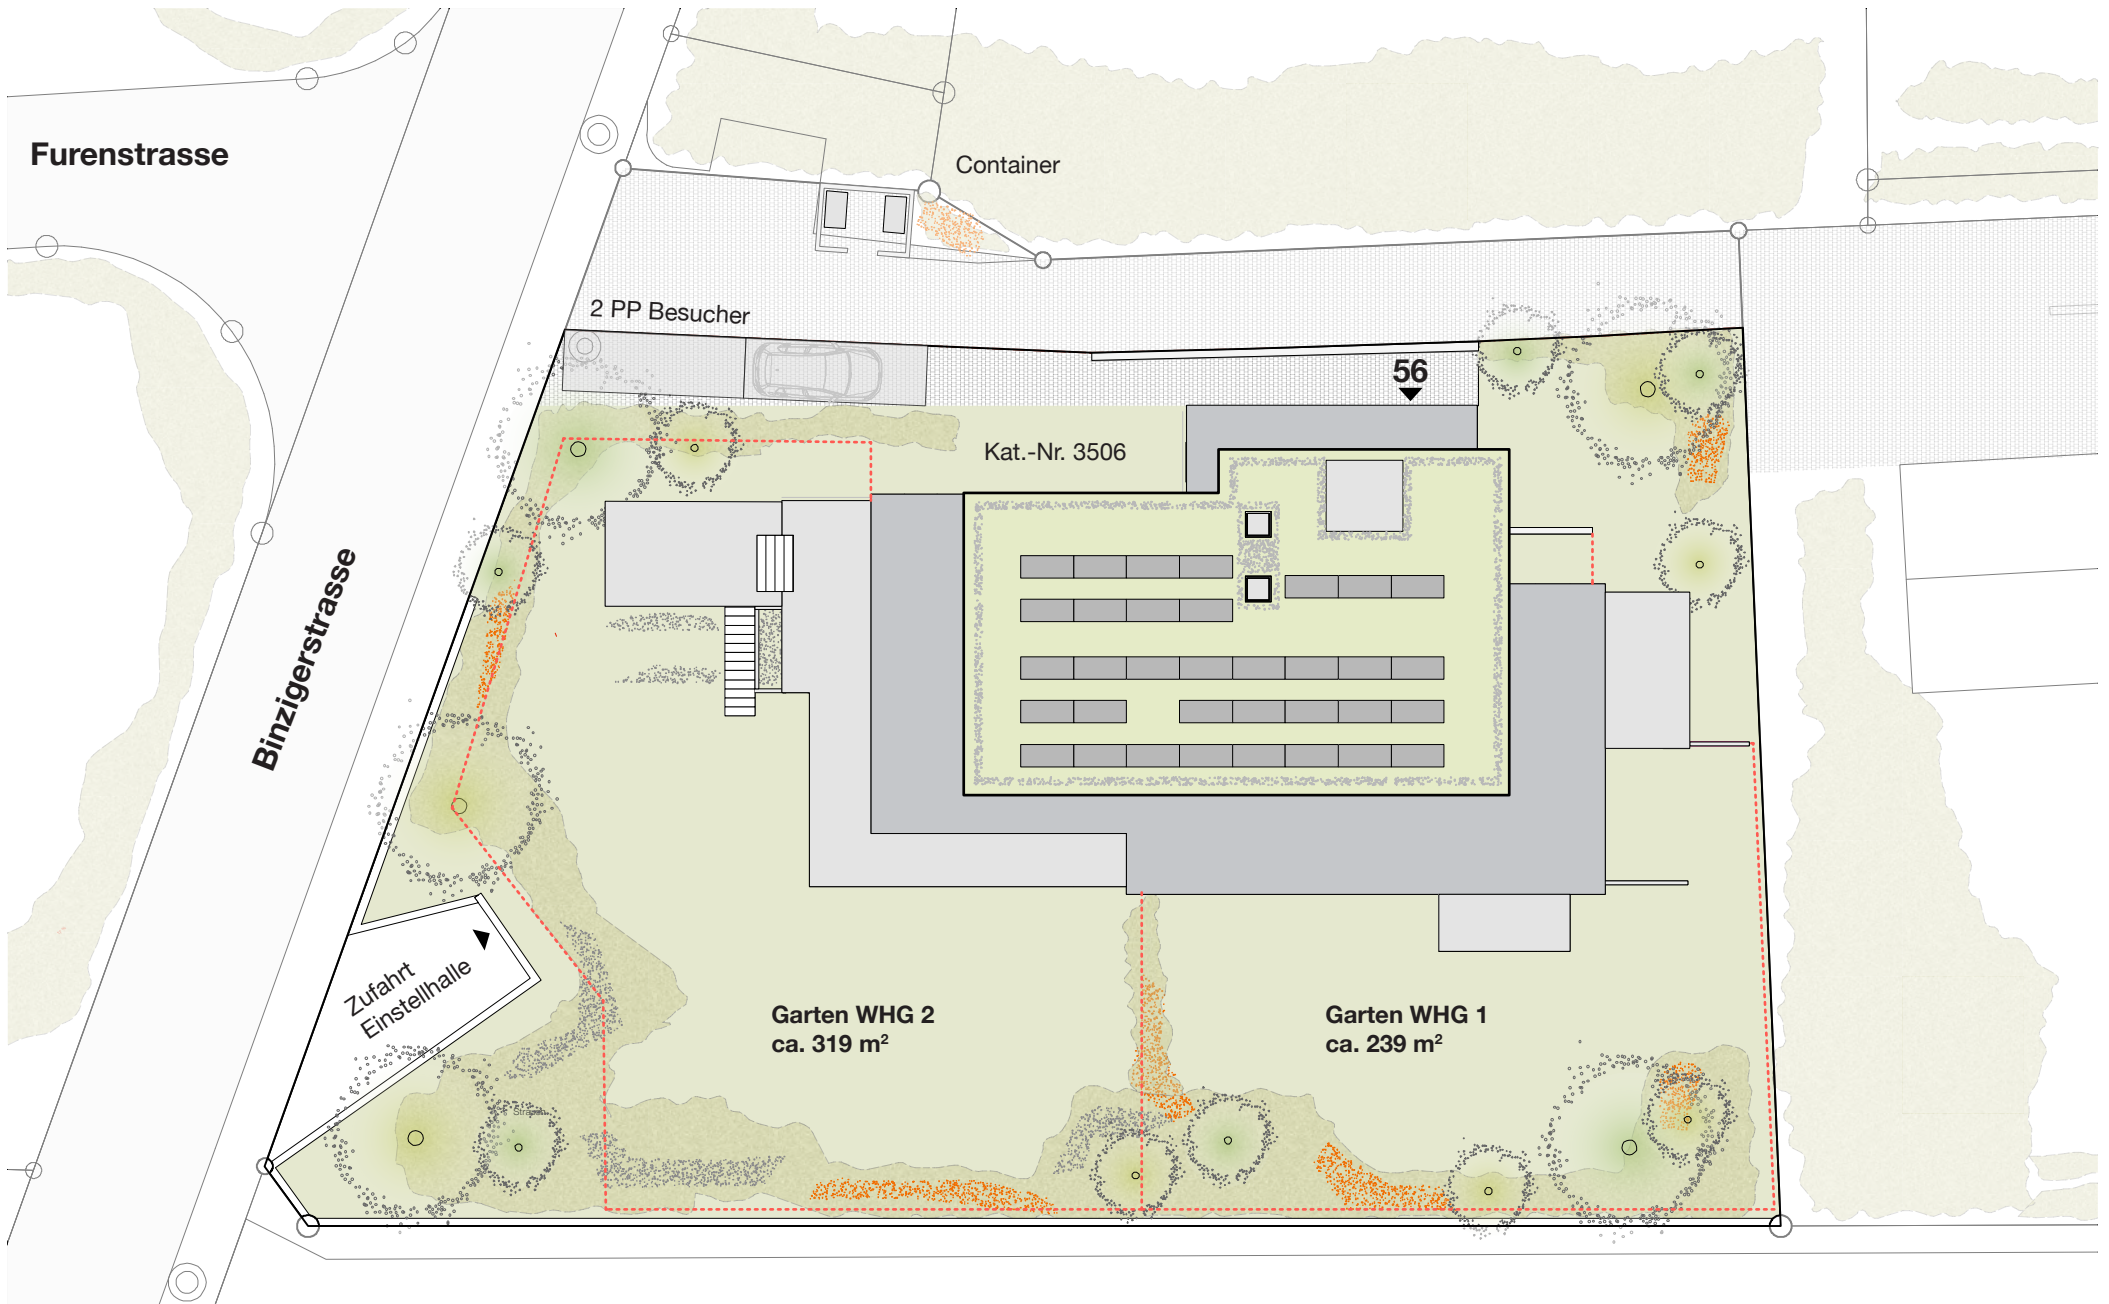 Furenstrasse
Container
2 PP Besucher
56
Kat.-Nr. 3506
Binzigerstrasse
Zufahrt
Einstellhalle
Garten WHG 2
ca. 319 m²
Garten WHG 1
ca. 239 m²